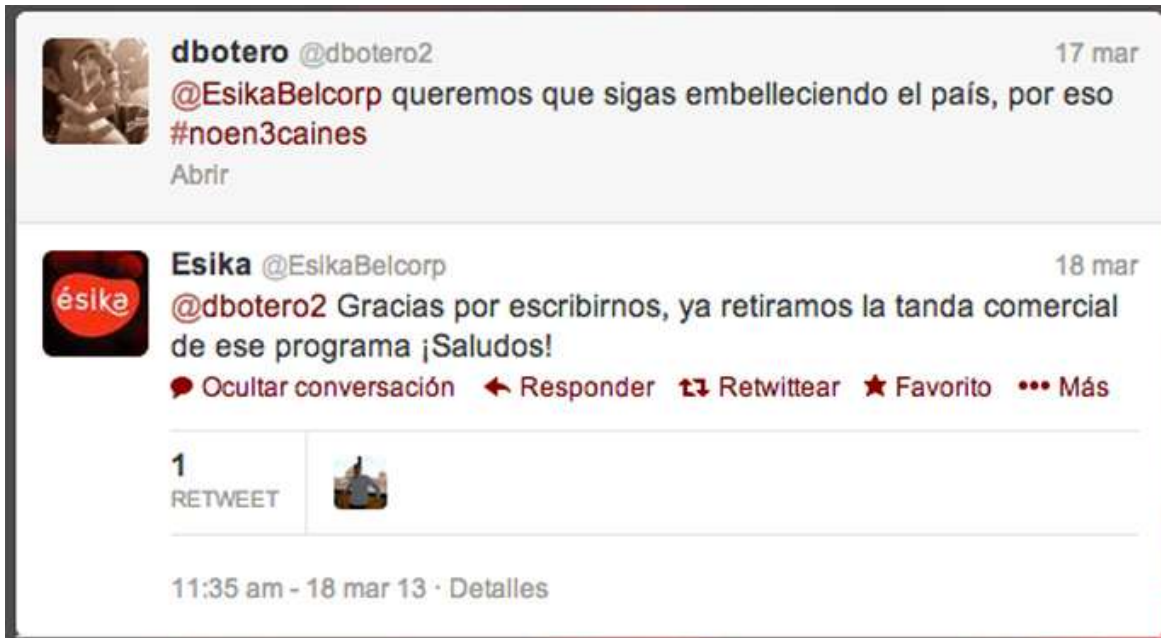 dbotero @dbotero2 17 mar
@EsikaBelcorp queremos que sigas embelleciendo el país, por eso
#noen3caines
Abrir
Esika @EsikaBelcorp 18 mar
ésika
@dbotero2 Gracias por escribirnos, ya retiramos la tanda comercial
de ese programa ¡Saludos!
Ocultar conversación Responder Retwittear Favorito Más
1
RETWEET
11:35 am - 18 mar 13 · Detalles